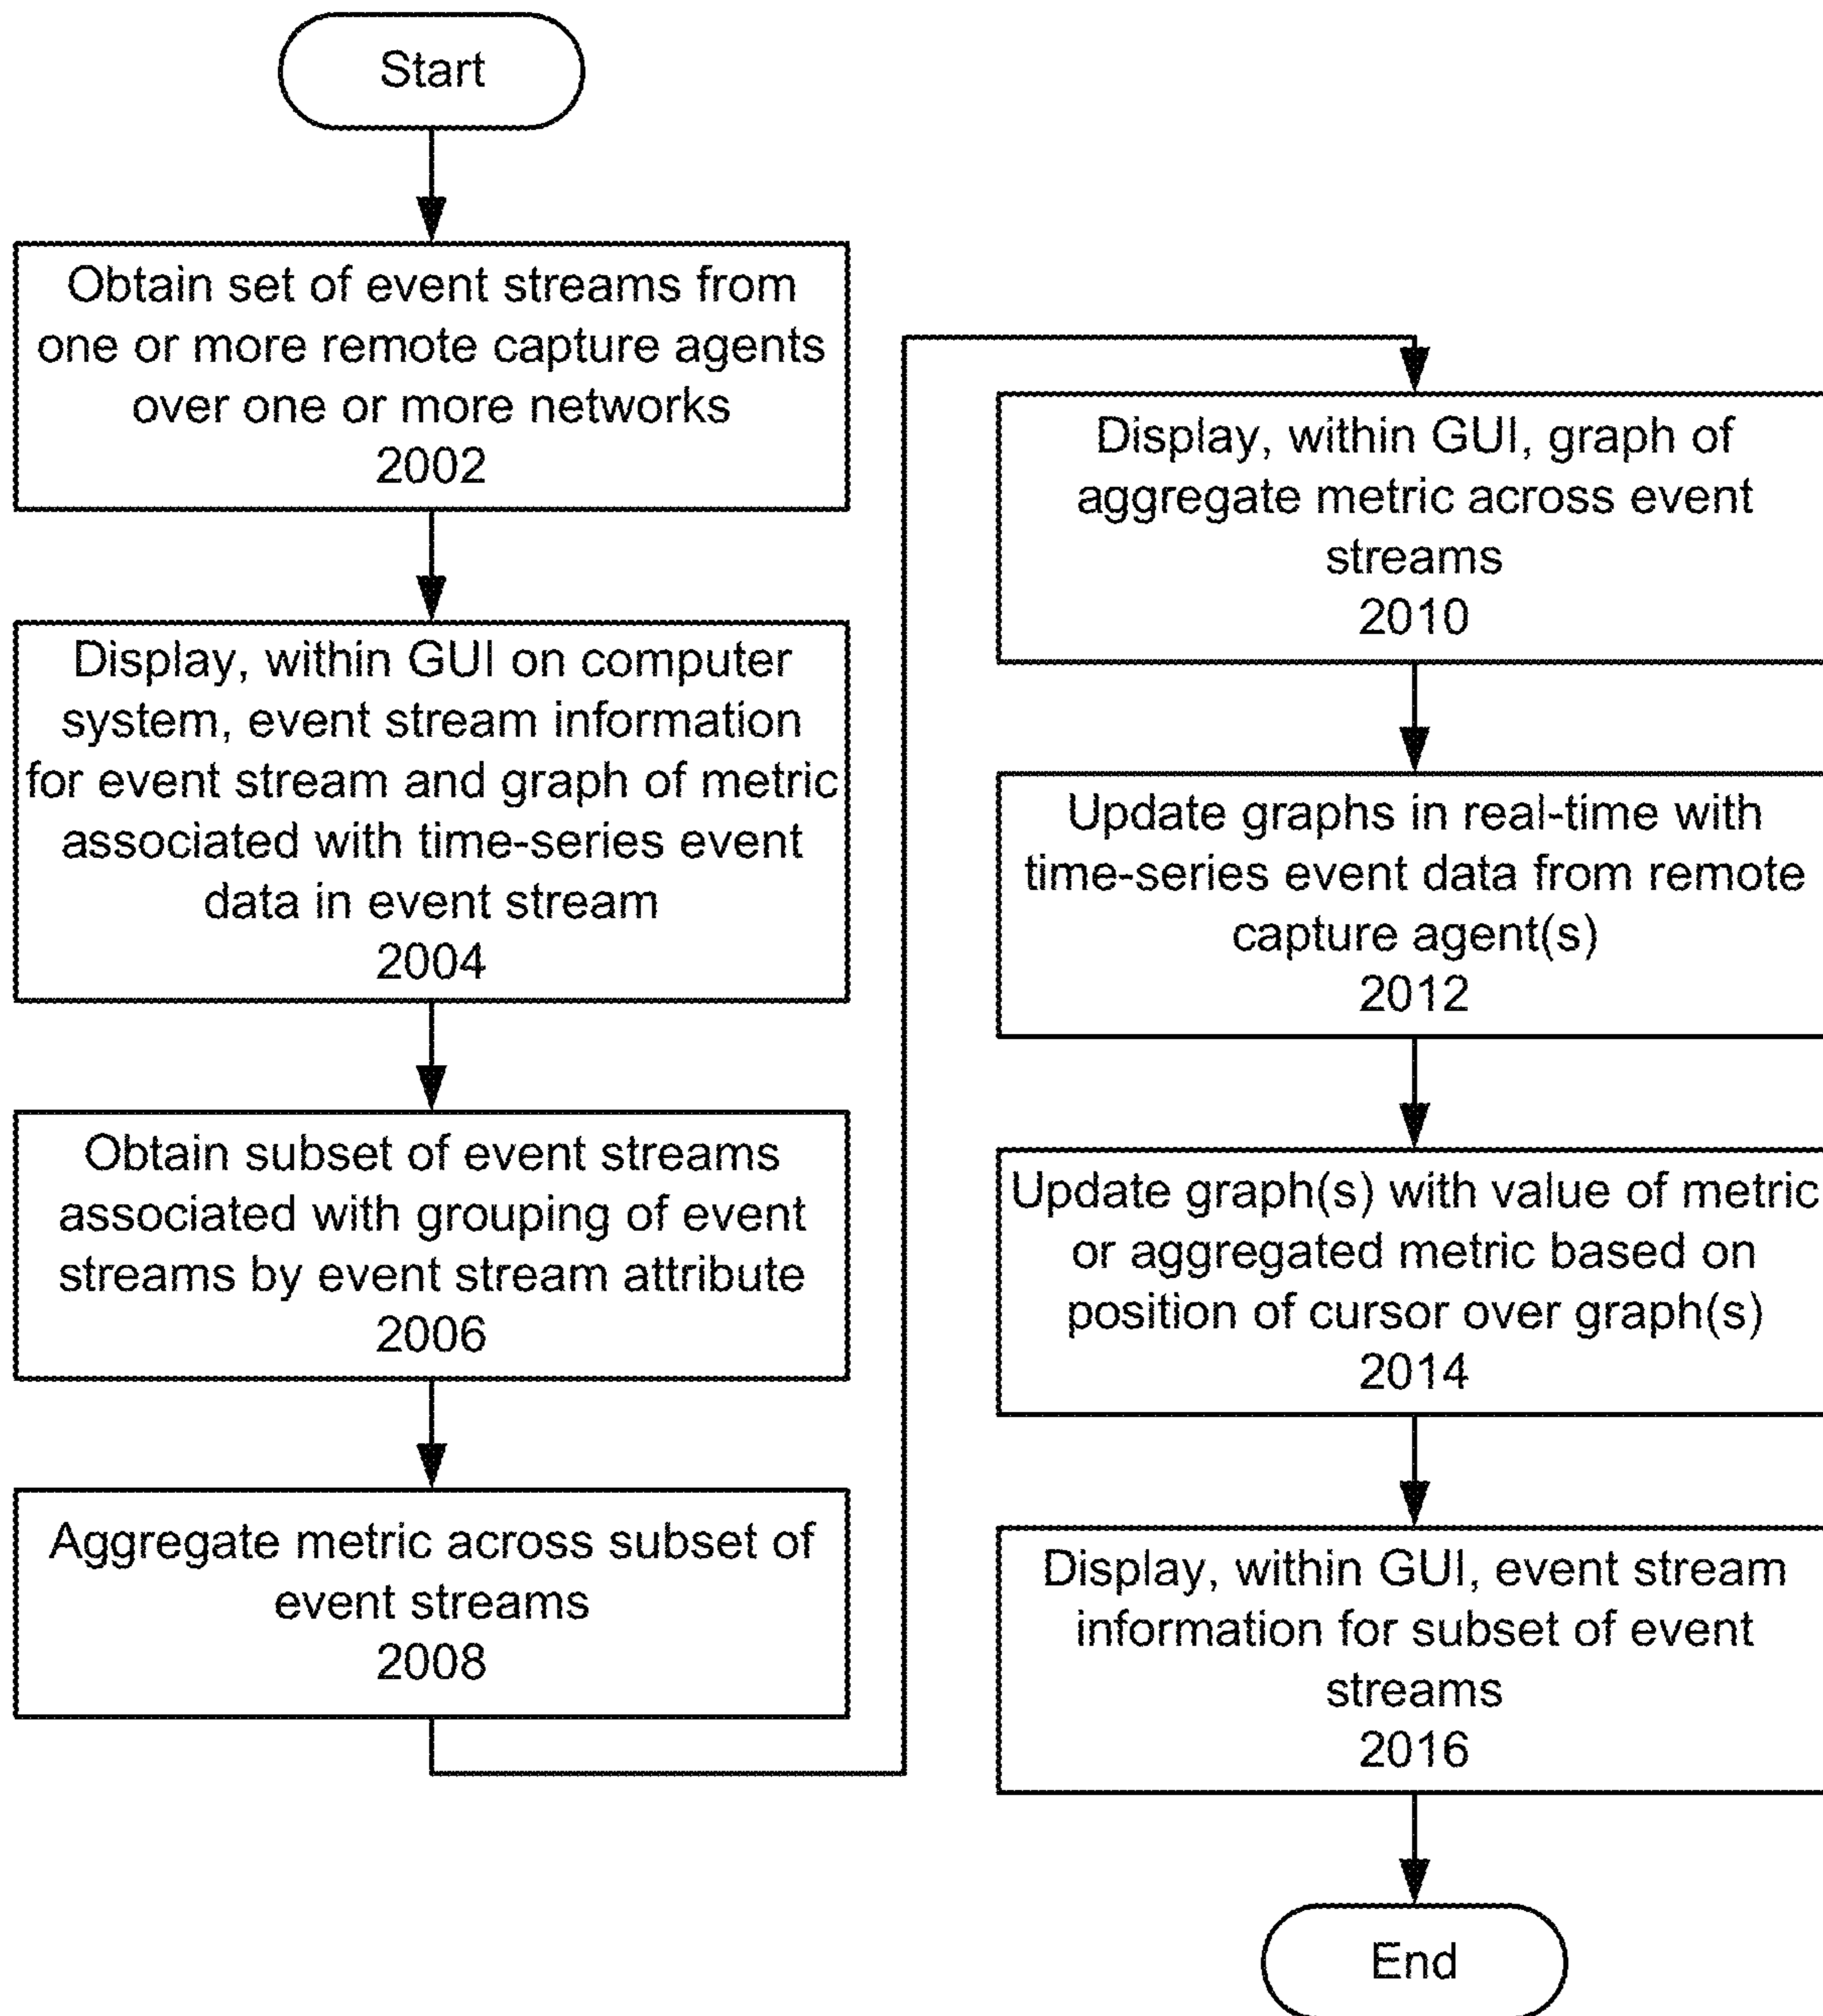 Start
Obtain set of event streams from
one or more remote capture agents
over one or more networks
2002
Display, within GUI on computer
system, event stream information
for event stream and graph of metric
associated with time-series event
data in event stream
2004
Obtain subset of event streams
associated with grouping of event
streams by event stream attribute
2006
Aggregate metric across subset of
event streams
2008
Display, within GUI, graph of
aggregate metric across event
streams
2010
Update graphs in real-time with
time-series event data from remote
capture agent(s)
2012
Update graph(s) with value of metric
or aggregated metric based on
position of cursor over graph(s)
2014
Display, within GUI, event stream
information for subset of event
streams
2016
End